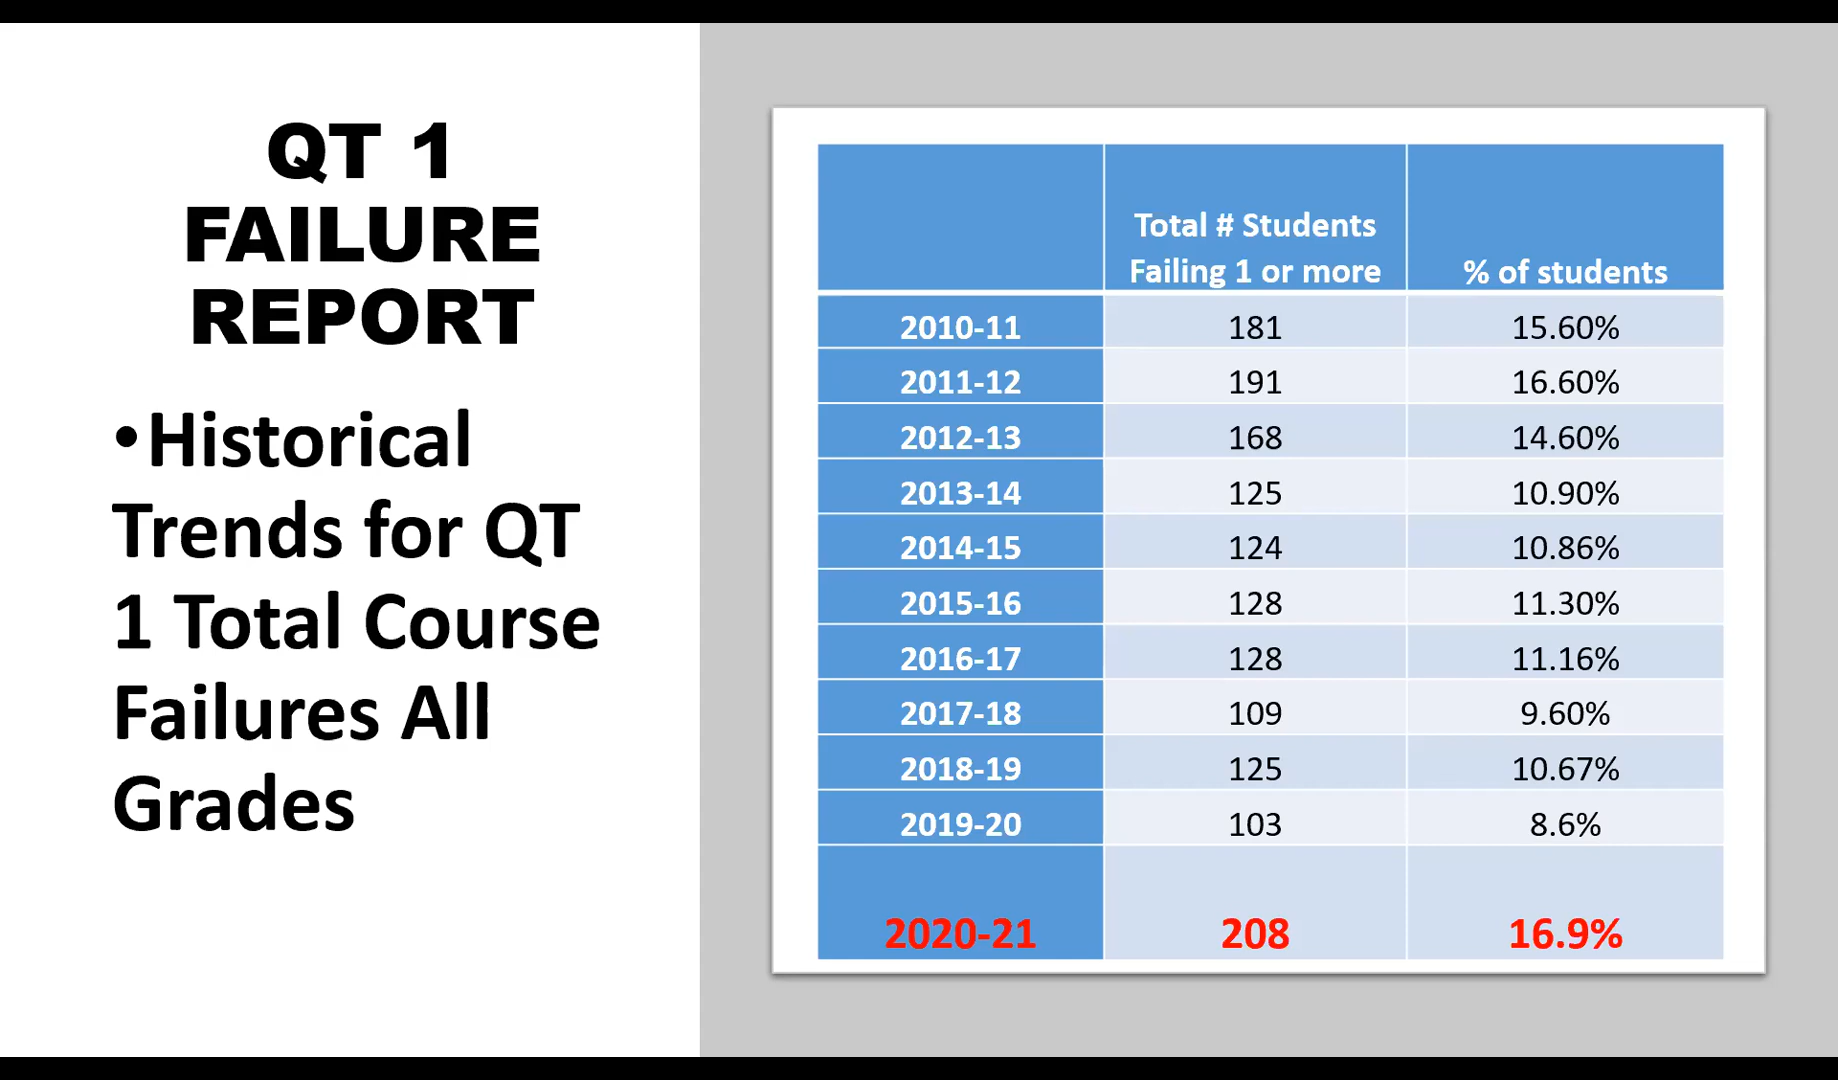 QT 1
FAILURE
REPORT
•Historical
Trends for QT
1 Total Course
Failures All
Grades
Total # Students
Failing 1 or more
% of students
2010-11 181 15.60%
2011-12 191 16.60%
2012-13 168 14.60%
2013-14 125 10.90%
2014-15 124 10.86%
2015-16 128 11.30%
2016-17 128 11.16%
2017-18 109 9.60%
2018-19 125 10.67%
2019-20 103 8.6%
2020-21 208 16.9%